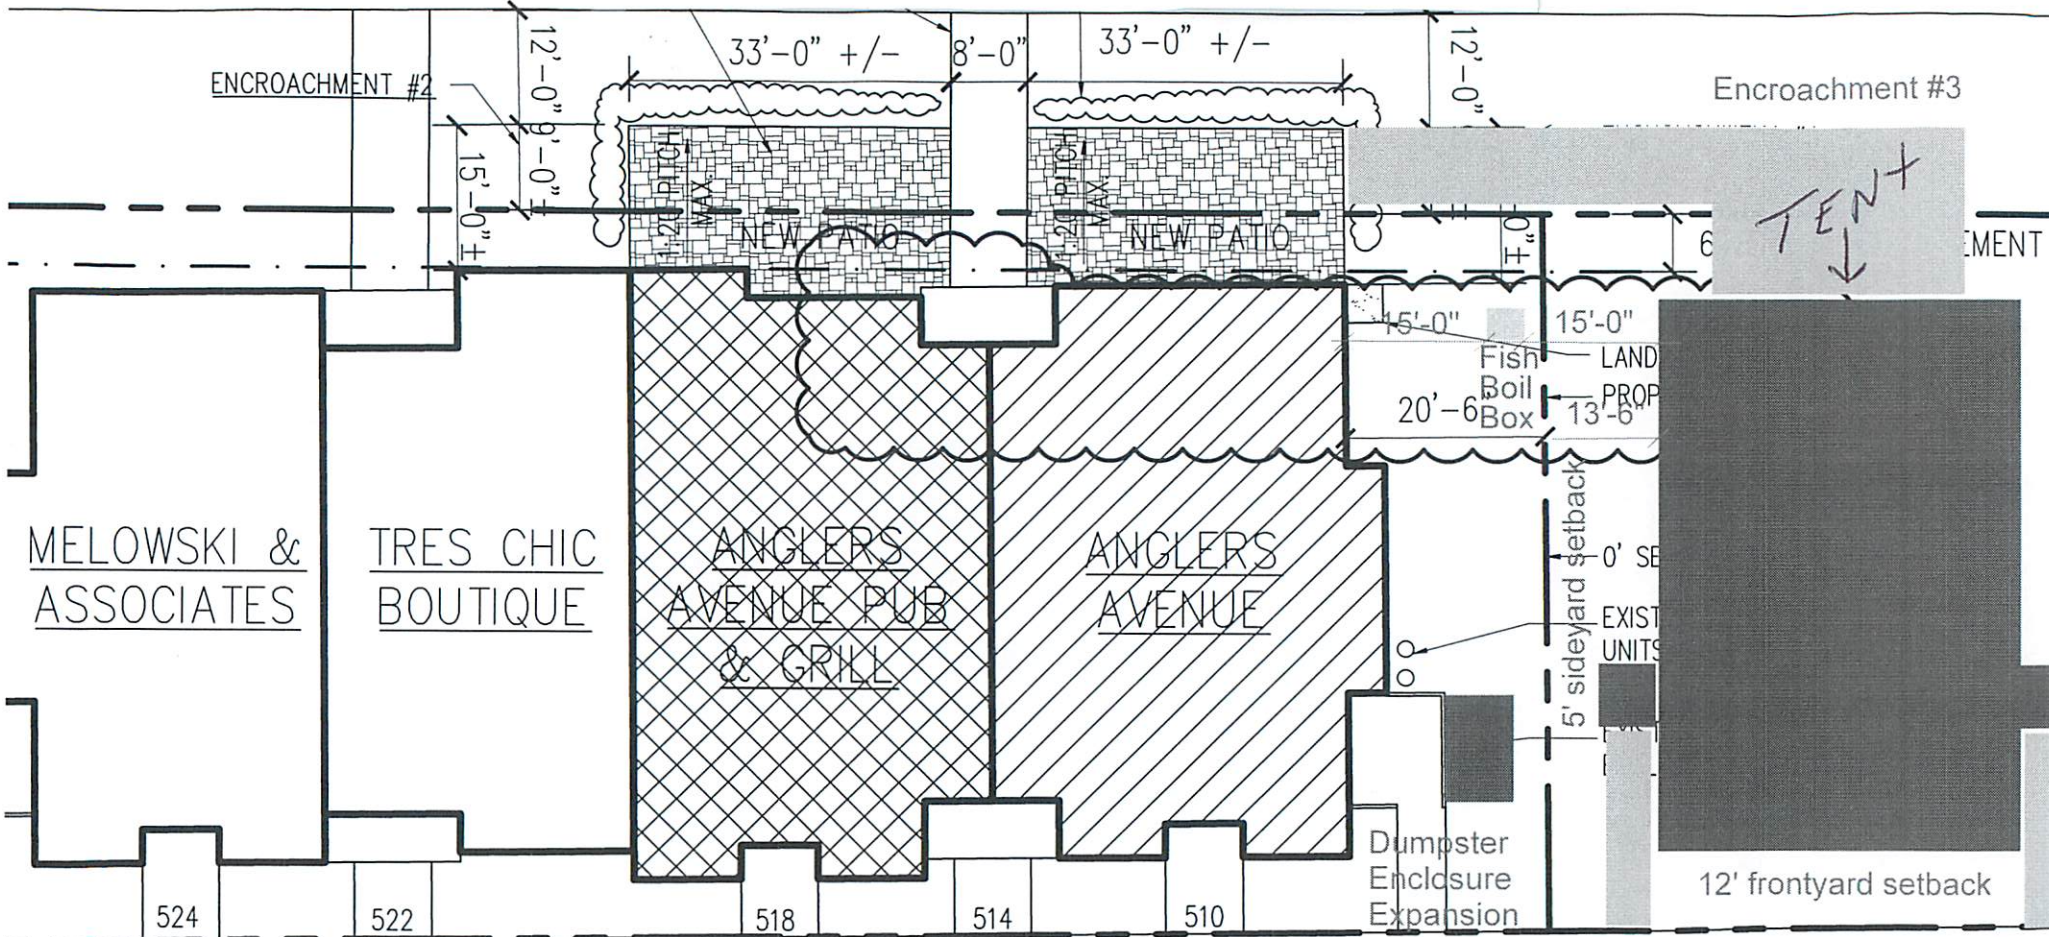 33'-0" +/-
8'-0"
33'-0" +/-
12'-0"
12'-0"
ENCROACHMENT #2
Encroachment #3
9'-0"±
15'-0"±
1:20 PITCH
MAX.
1:20 PITCH
MAX.
TENT
NEW PATIO
NEW PATIO
6
EMENT
±0"
15'-0"
15'-0"
Fish
Boil
Box
LAND
PROP
20'-6"
13'-6"
MELOWSKI &
ASSOCIATES
TRES CHIC
BOUTIQUE
ANGLERS
AVENUE PUB
& GRILL
ANGLERS
AVENUE
5' sideyard setback
0' SE
EXIST
UNITS
Dumpster
Enclosure
Expansion
12' frontyard setback
524
522
518
514
510